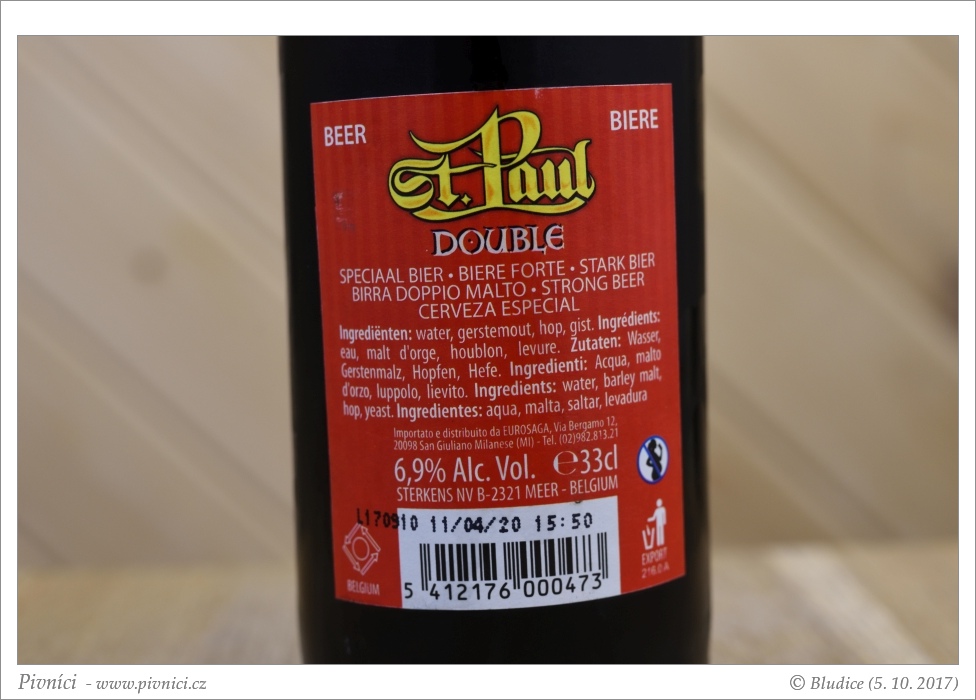 BEER
BIERE
St. Paul
DOUBLE
SPECIAAL BIER • BIERE FORTE • STARK BIER
BIRRA DOPPIO MALTO • STRONG BEER
CERVEZA ESPECIAL
Ingrediënten: water, gerstemout, hop, gist. Ingrédients:
eau, malt d'orge, houblon, levure. Zutaten: Wasser,
Gerstenmalz, Hopfen, Hefe. Ingredienti: Acqua, malto
d'orzo, luppolo, lievito. Ingredients: water, barley malt,
hop, yeast. Ingredientes: aqua, malta, saltar, levadura
Importato e distribuito da EUROSAGA, Via Bergamo 12,
20098 San Giuliano Milanese (MI) - Tel. (02)982.813.21
6,9% Alc. Vol. ℮33cl
STERKENS NV B-2321 MEER - BELGIUM
L170910 11/04/20 15:50
BELGIUM
EXPORT
216.0.A
5 412176 000473
Pivníci - www.pivnici.cz
© Bludice (5. 10. 2017)